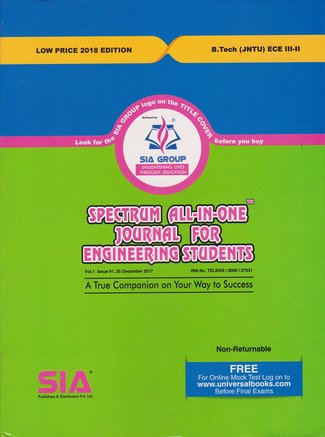 LOW PRICE 2018 EDITION
B.Tech (JNTU) ECE III-II
Look for the SIA GROUP logo on the TITLE COVER before you buy
SIA GROUP
ENLIGHTENING LIVES
THROUGH EDUCATION
SPECTRUM ALL-IN-ONE
JOURNAL FOR
ENGINEERING STUDENTS
Vol.1 Issue 91, 25 December 2017
RNI No. TELENG / 2009 / 37331
A True Companion on Your Way to Success
Non-Returnable
FREE
For Online Mock Test Log on to
www.universalbooks.com
Before Final Exams
SIA
Publishers & Distributors Pvt. Ltd.